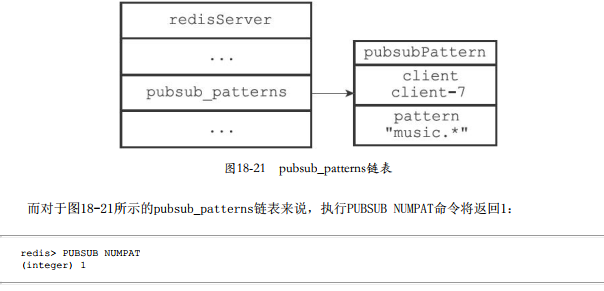 redisServer
...
pubsub_patterns
...
pubsubPattern
client
client-7
pattern
"music.*"
图18-21 pubsub_patterns链表
而对于图18-21所示的pubsub_patterns链表来说，执行PUBSUB NUMPAT命令将返回1：
redis> PUBSUB NUMPAT
(integer) 1